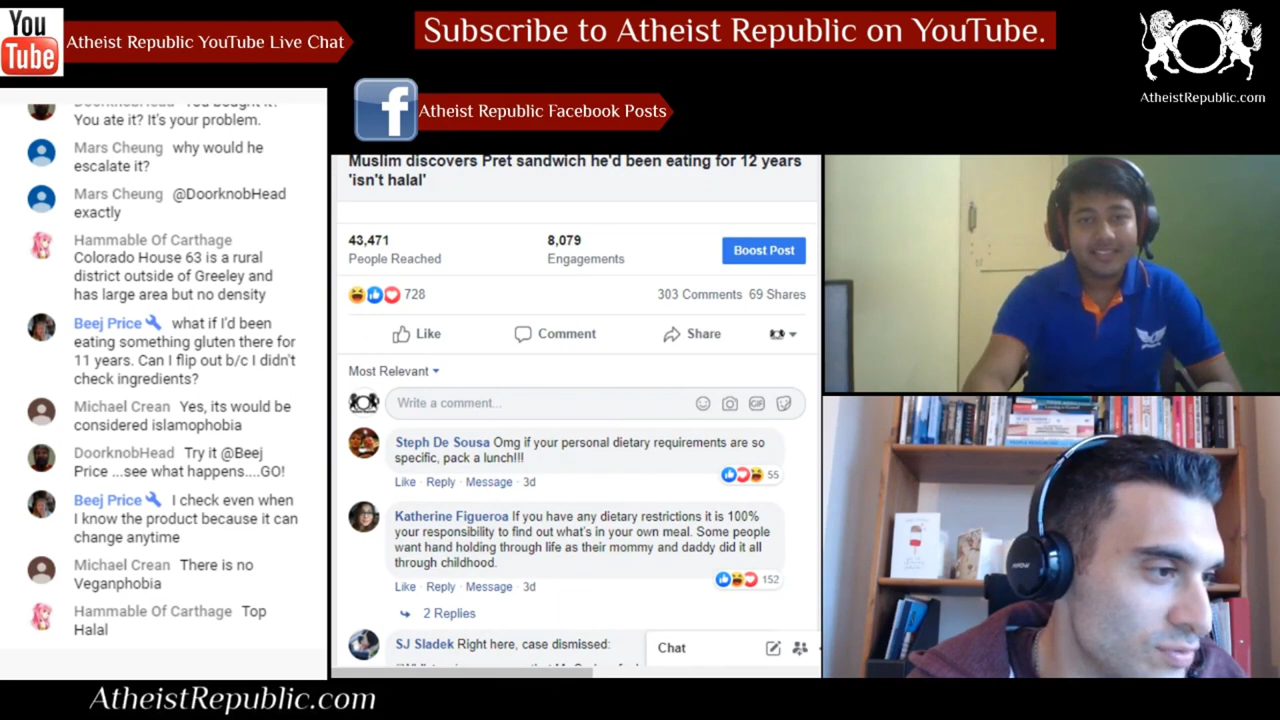 You
Tube
Atheist Republic YouTube Live Chat
Subscribe to Atheist Republic on YouTube.
AtheistRepublic.com
f
Atheist Republic Facebook Posts
DoorknobHead You bought it?
You ate it? It's your problem.
Mars Cheung why would he
escalate it?
Mars Cheung @DoorknobHead
exactly
Hammable Of Carthage
Colorado House 63 is a rural
district outside of Greeley and
has large area but no density
Beej Price what if I'd been
eating something gluten there for
11 years. Can I flip out b/c I didn't
check ingredients?
Michael Crean Yes, its would be
considered islamophobia
DoorknobHead Try it @Beej
Price ...see what happens....GO!
Beej Price I check even when
I know the product because it can
change anytime
Michael Crean There is no
Veganphobia
Hammable Of Carthage Top
Halal
Muslim discovers Pret sandwich he'd been eating for 12 years
'isn't halal'
43,471
People Reached
8,079
Engagements
Boost Post
728
303 Comments 69 Shares
Like
Comment
Share
Most Relevant
Write a comment...
GIF
Steph De Sousa Omg if your personal dietary requirements are so
specific, pack a lunch!!!
55
Like · Reply · Message · 3d
Katherine Figueroa If you have any dietary restrictions it is 100%
your responsibility to find out what's in your own meal. Some people
want hand holding through life as their mommy and daddy did it all
through childhood.
152
Like · Reply · Message · 3d
2 Replies
SJ Sladek Right here, case dismissed:
Chat
AtheistRepublic.com